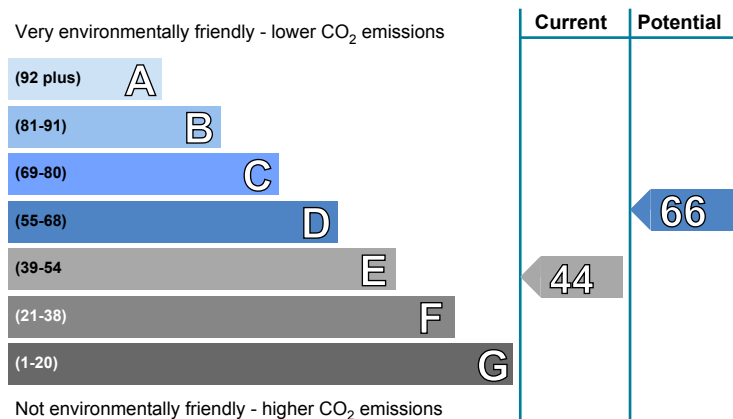 Current Potential
Very environmentally friendly - lower CO2 emissions
(92 plus) A
(81-91) B
(69-80) C
66
(55-68) D
(39-54 E
44
(21-38) F
(1-20) G
Not environmentally friendly - higher CO2 emissions